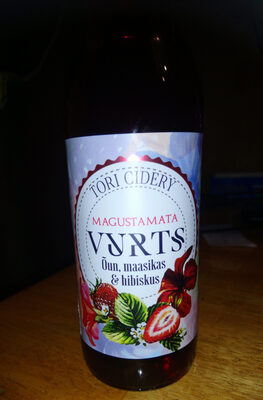 TORI CIDERY
MAGUSTAMATA
VURTS
Õun, maasikas
& hibiskus